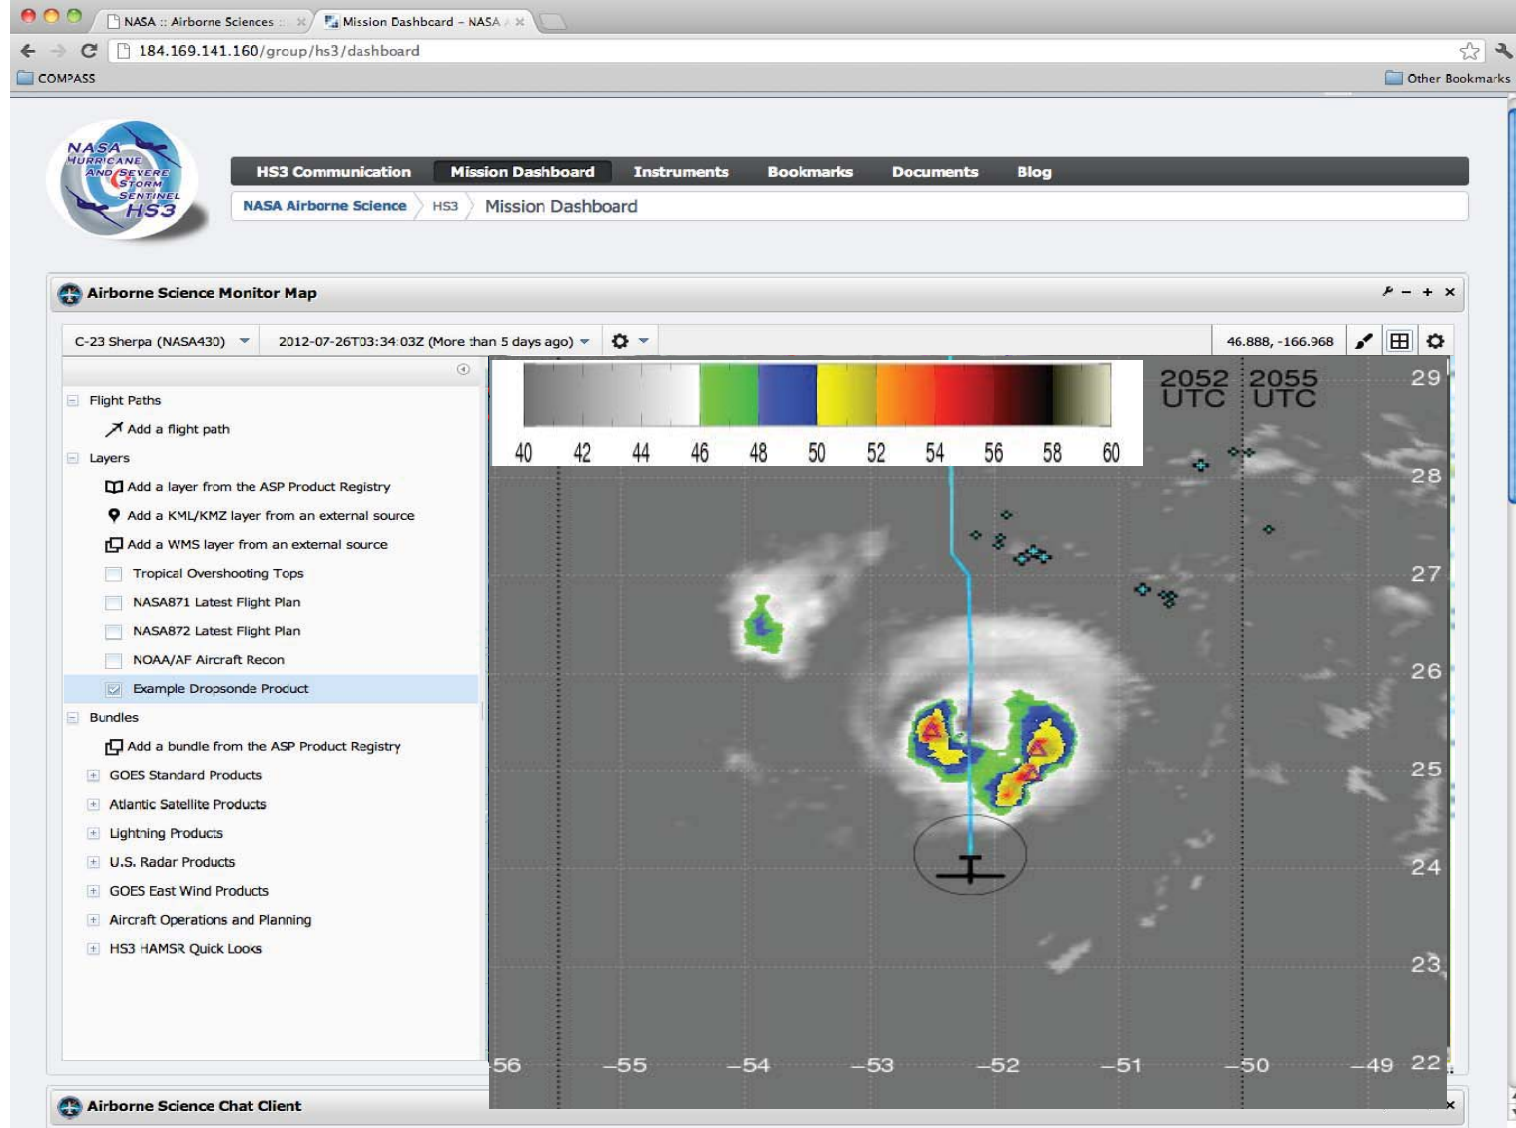 NASA :: Airborne Sciences ::
Mission Dashboard – NASA A
184.169.141.160/group/hs3/dashboard
COMPASS
Other Bookmarks
NASA
HURRICANE
AND SEVERE
STORM
SENTINEL
HS3
HS3 Communication Mission Dashboard Instruments Bookmarks Documents Blog
NASA Airborne Science HS3 Mission Dashboard
Airborne Science Monitor Map
C-23 Sherpa (NASA430) 2012-07-26T03:34:03Z (More than 5 days ago) 46.888, -166.968
Flight Paths
Add a flight path
Layers
Add a layer from the ASP Product Registry
Add a KML/KMZ layer from an external source
Add a WMS layer from an external source
Tropical Overshooting Tops
NASA871 Latest Flight Plan
NASA872 Latest Flight Plan
NOAA/AF Aircraft Recon
Example Dropsonde Product
Bundles
Add a bundle from the ASP Product Registry
GOES Standard Products
Atlantic Satellite Products
Lightning Products
U.S. Radar Products
GOES East Wind Products
Aircraft Operations and Planning
HS3 HAMSR Quick Looks
40 42 44 46 48 50 52 54 56 58 60
2052 2055
UTC UTC
29
28
27
26
25
24
23
56 –55 –54 –53 –52 –51 –50 –49 22
Airborne Science Chat Client